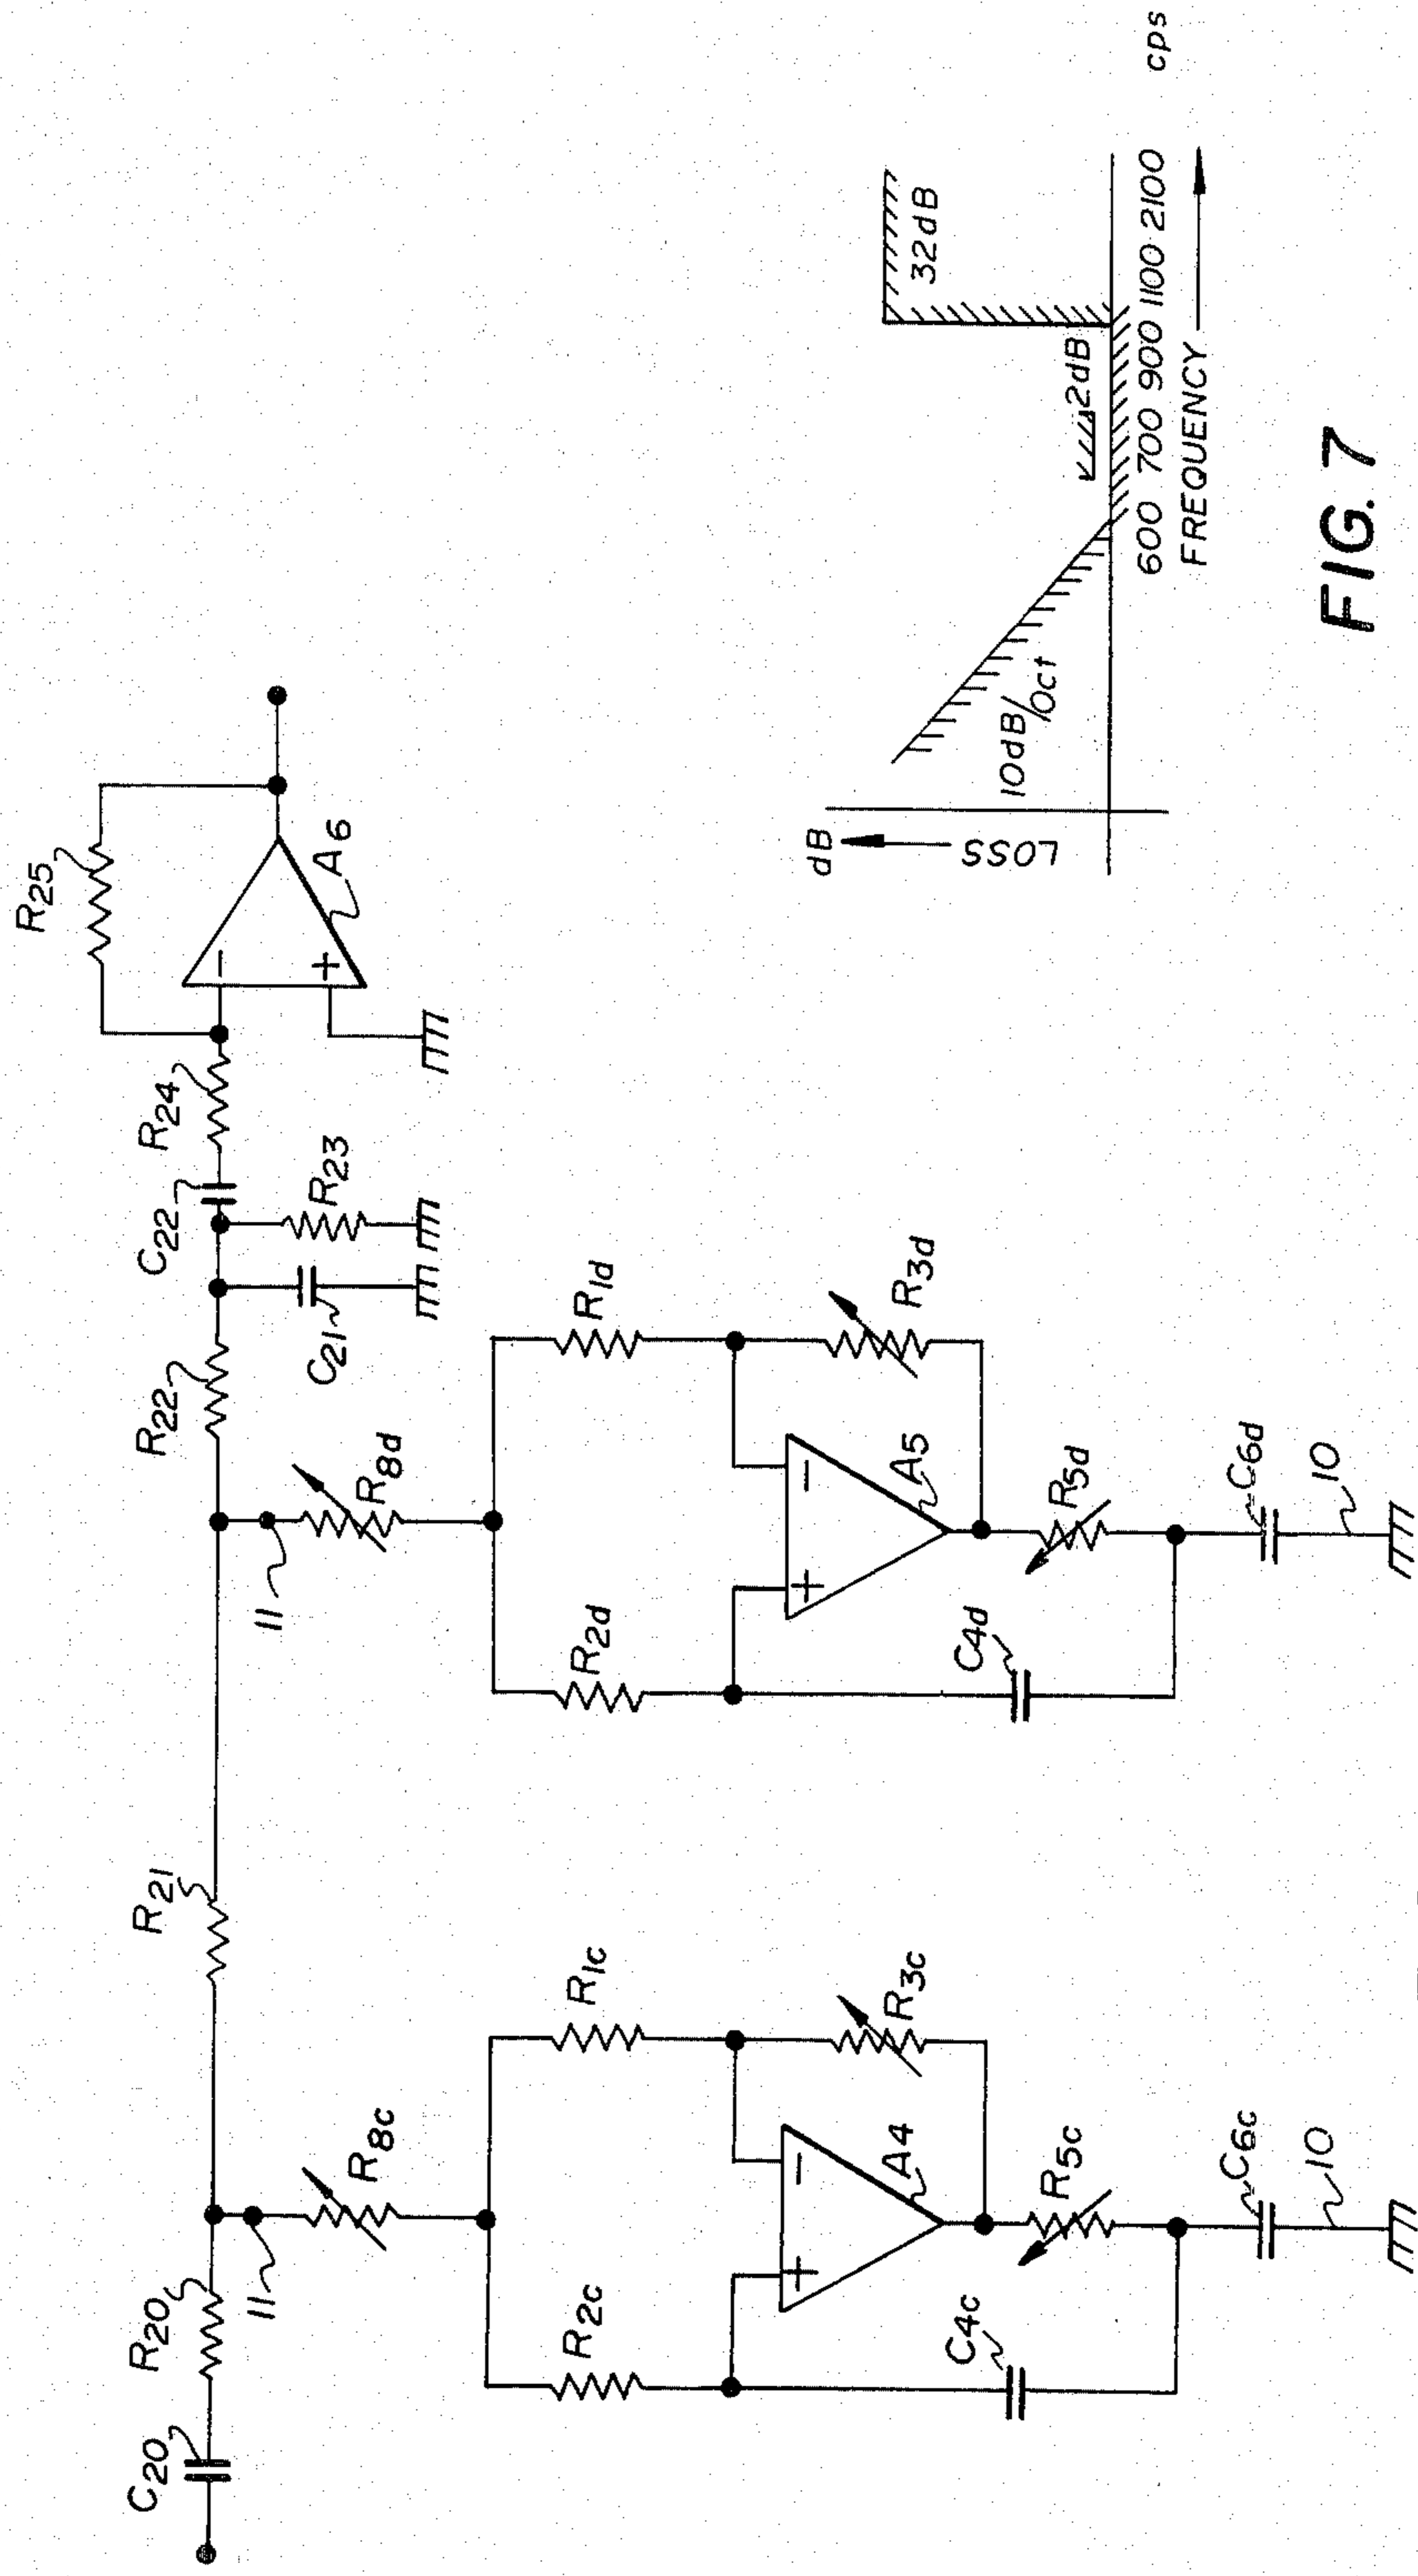 C20
R20
R21
R22
C22
R24
R25
11
11
C21
R23
A6
−
+
R8c
R8d
R2c
R1c
R2d
R1d
+
−
+
−
A4
A5
R3c
R3d
C4c
C4d
R5c
R5d
C6c
C6d
10
10
dB
LOSS
10dB/Oct
2dB
32dB
600 700 900 1100 2100 cps
FREQUENCY
FIG. 7